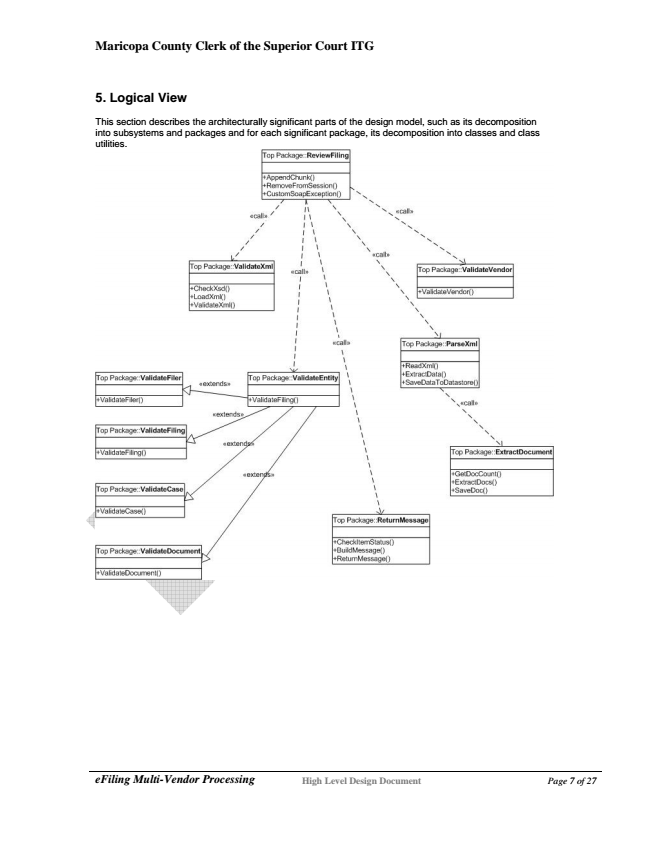 Maricopa County Clerk of the Superior Court ITG
5. Logical View
This section describes the architecturally significant parts of the design model, such as its decomposition
into subsystems and packages and for each significant package, its decomposition into classes and class
utilities.
Top Package::ReviewFiling
+AppendChunk()
+RemoveFromSession()
+CustomSoapException()
«call»
«call»
«call»
«call»
«call»
Top Package::ValidateXml
+CheckXsd()
+LoadXml()
+ValidateXml()
Top Package::ValidateVendor
+ValidateVendor()
Top Package::ParseXml
+ReadXml()
+ExtractData()
+SaveDataToDatastore()
«call»
Top Package::ValidateFiler
+ValidateFiler()
«extends»
Top Package::ValidateEntity
+ValidateFiling()
«extends»
Top Package::ValidateFiling
+ValidateFiling()
«extends»
Top Package::ExtractDocument
+GetDocCount()
+ExtractDocs()
+SaveDoc()
«extends»
Top Package::ValidateCase
+ValidateCase()
Top Package::ReturnMessage
+CheckItemStatus()
+BuildMessage()
+ReturnMessage()
Top Package::ValidateDocument
+ValidateDocument()
eFiling Multi-Vendor Processing High Level Design Document Page 7 of 27